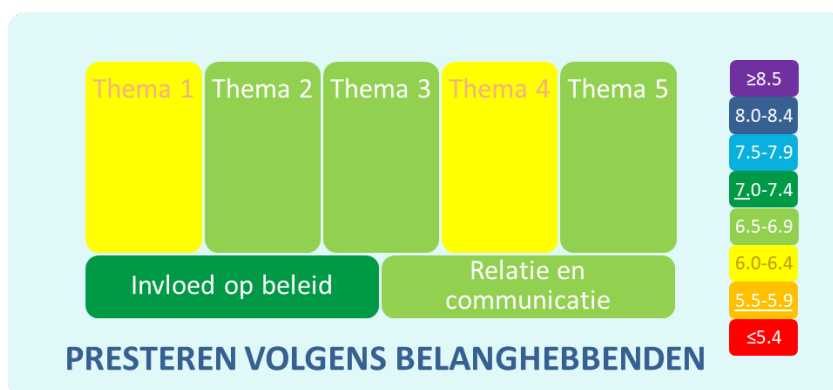 Thema 1 Thema 2 Thema 3 Thema 4 Thema 5
Invloed op beleid
Relatie en
communicatie
PRESTEREN VOLGENS BELANGHEBBENDEN
≥8.5
8.0-8.4
7.5-7.9
7.0-7.4
6.5-6.9
6.0-6.4
5.5-5.9
≤5.4